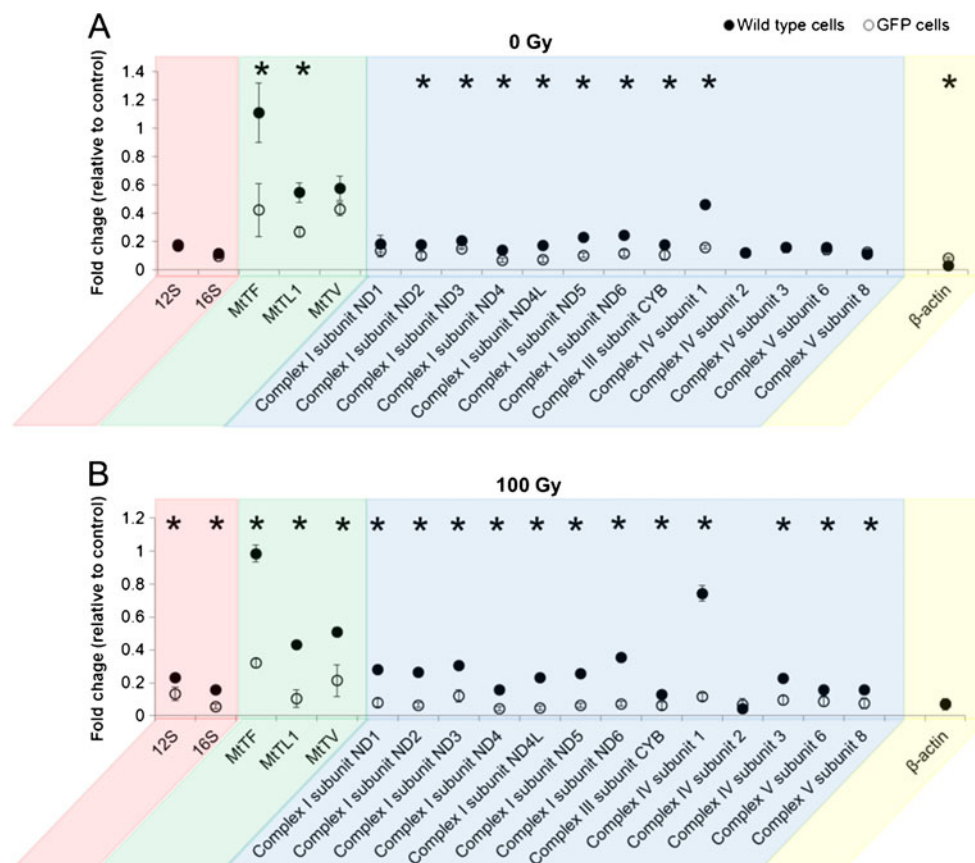 A
● Wild type cells ○ GFP cells
0 Gy
Fold chage (relative to control)
1.4
1.2
1
0.8
0.6
0.4
0.2
0
* * * * * * * * * * *
12S
16S
MtTF
MtTL1
MtTV
Complex I subunit ND1
Complex I subunit ND2
Complex I subunit ND3
Complex I subunit ND4
Complex I subunit ND4L
Complex I subunit ND5
Complex I subunit ND6
Complex III subunit CYB
Complex IV subunit 1
Complex IV subunit 2
Complex IV subunit 3
Complex V subunit 6
Complex V subunit 8
β-actin
B
100 Gy
Fold chage (relative to control)
1.2
1
0.8
0.6
0.4
0.2
0
* * * * * * * * * * * * * * * * *
12S
16S
MtTF
MtTL1
MtTV
Complex I subunit ND1
Complex I subunit ND2
Complex I subunit ND3
Complex I subunit ND4
Complex I subunit ND4L
Complex I subunit ND5
Complex I subunit ND6
Complex III subunit CYB
Complex IV subunit 1
Complex IV subunit 2
Complex IV subunit 3
Complex V subunit 6
Complex V subunit 8
β-actin